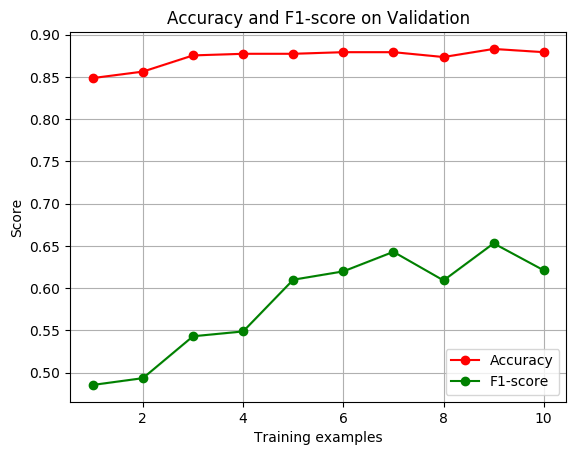 Accuracy and F1-score on Validation
0.90
0.85
0.80
0.75
0.70
0.65
0.60
0.55
0.50
Score
Accuracy
F1-score
2 4 6 8 10
Training examples